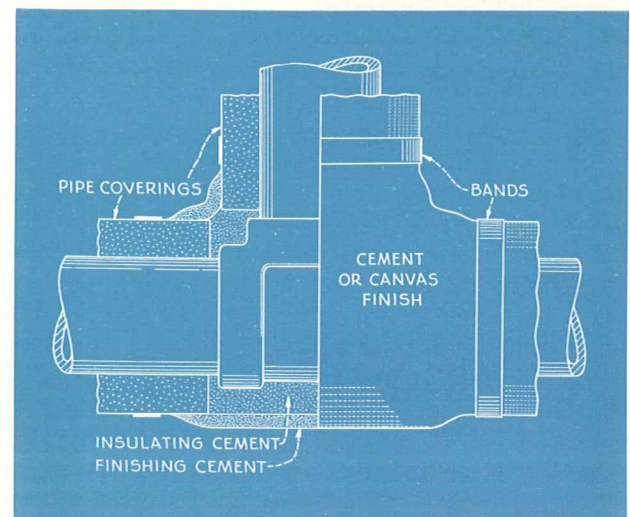 PIPE COVERINGS
BANDS
CEMENT
OR CANVAS
FINISH
INSULATING CEMENT
FINISHING CEMENT